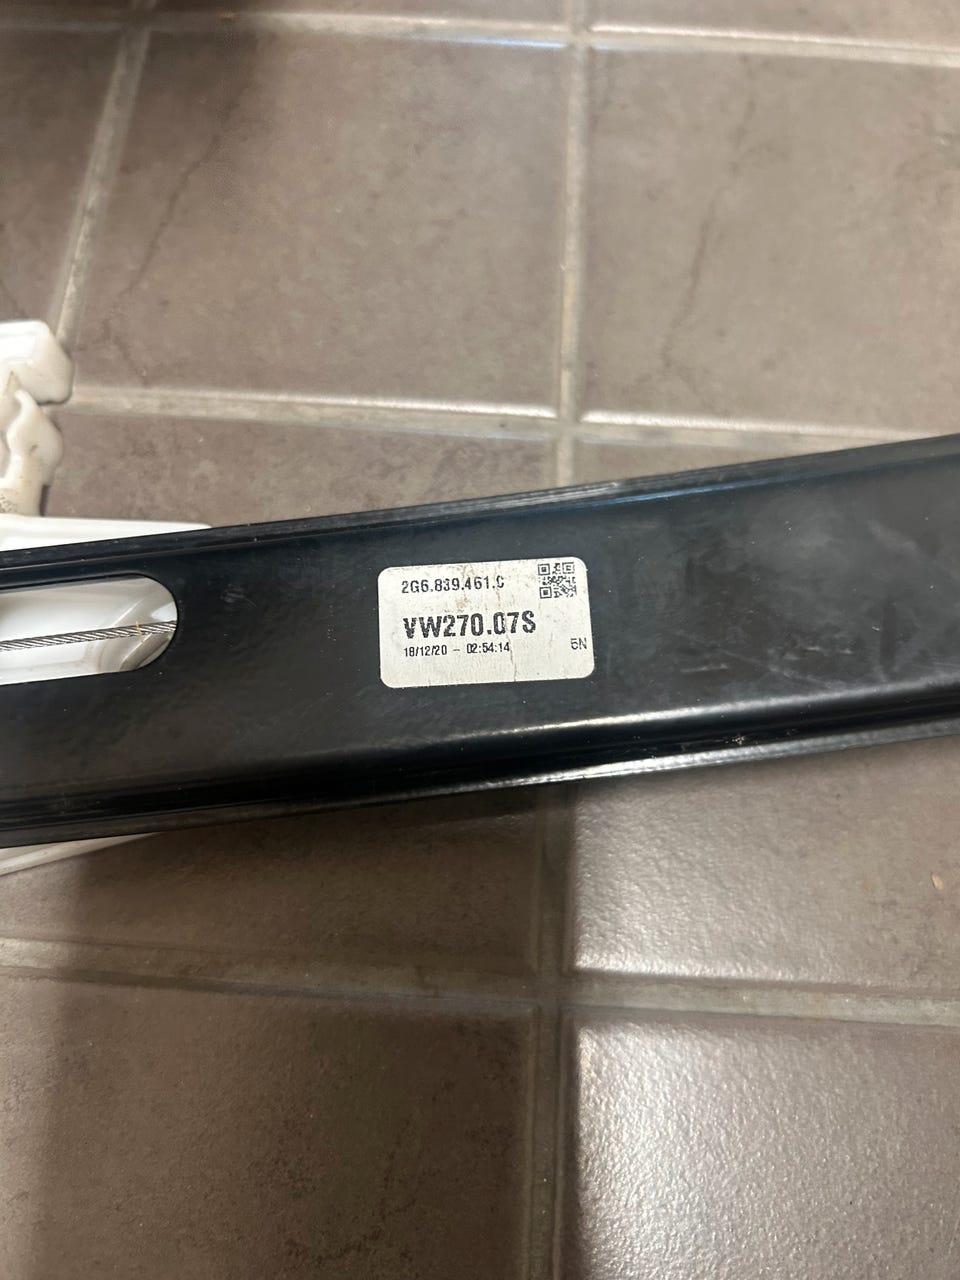 2G6.839.461.C
VW270.07S
18/12/20 - 02:54:14
5N